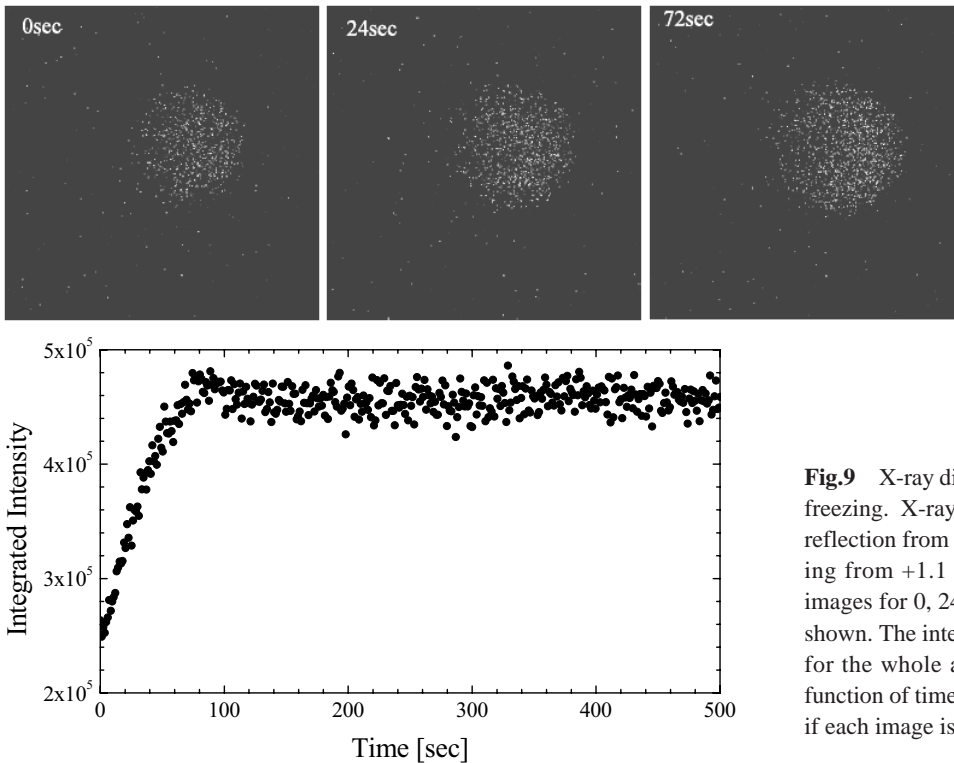 0sec
24sec
72sec
5x10⁵
4x10⁵
3x10⁵
2x10⁵
Integrated Intensity
0
100
200
300
400
500
Time [sec]
Fig.9 X-ray di
freezing. X-ray
reflection from
ing from +1.1
images for 0, 24
shown. The inte
for the whole a
function of time
if each image is